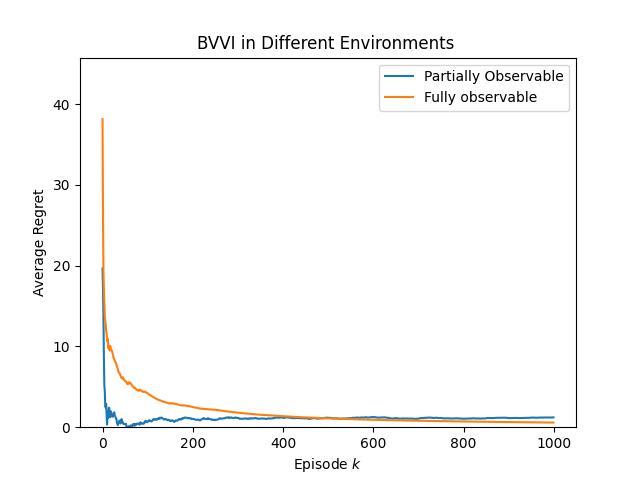 BVVI in Different Environments
Partially Observable
Fully observable
Average Regret
40
30
20
10
0
0 200 400 600 800 1000
Episode k